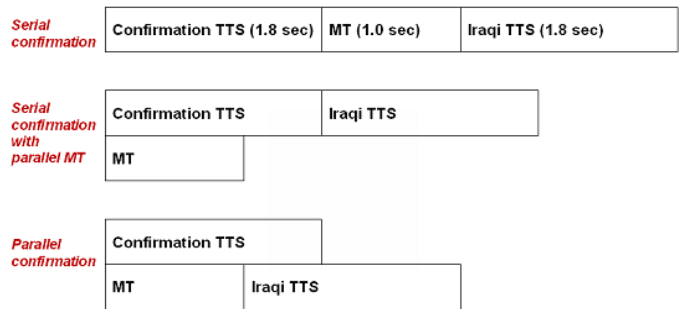 Serial
confirmation
Confirmation TTS (1.8 sec)
MT (1.0 sec)
Iraqi TTS (1.8 sec)
Serial
confirmation
with
parallel MT
Confirmation TTS
Iraqi TTS
MT
Parallel
confirmation
Confirmation TTS
MT
Iraqi TTS